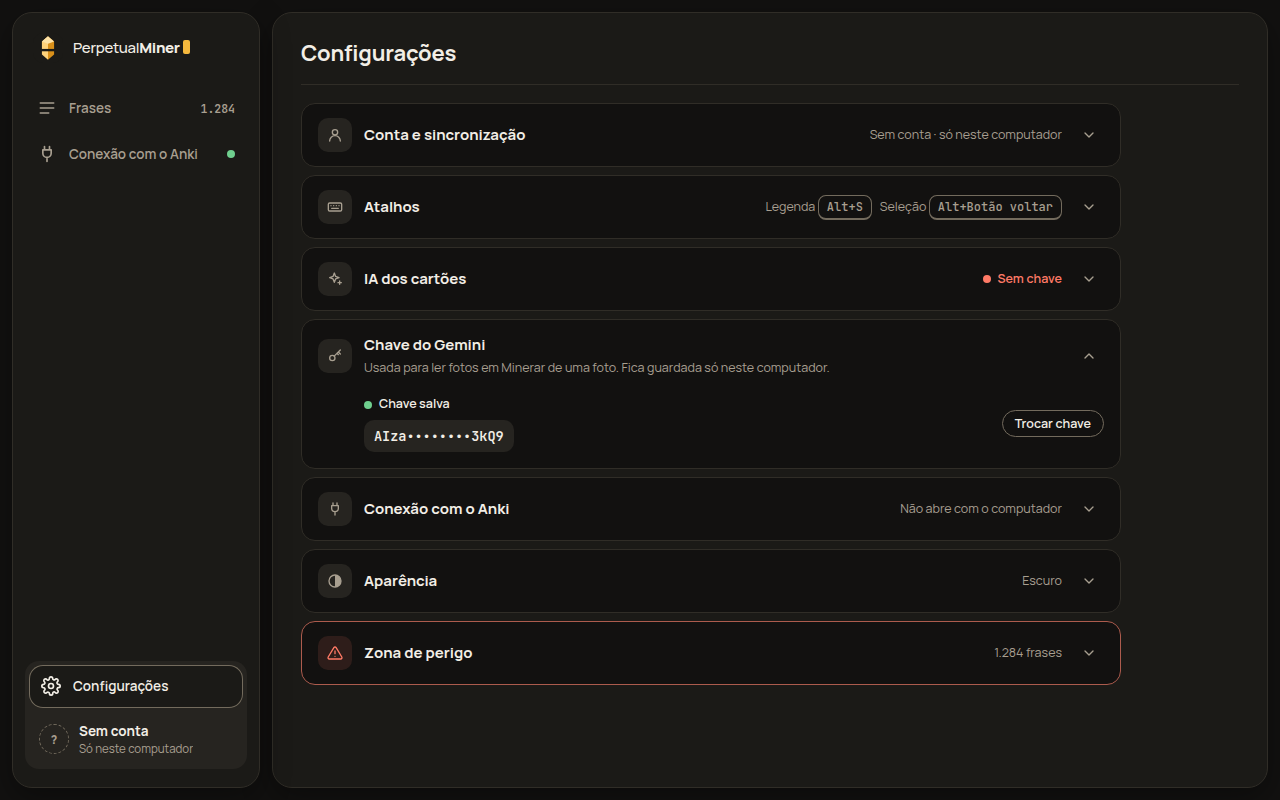 PerpetualMiner
Frases 1.284
Conexão com o Anki
Configurações
Sem conta
Só neste computador
?
Configurações
Conta e sincronização Sem conta · só neste computador
Atalhos Legenda Alt+S Seleção Alt+Botão voltar
IA dos cartões Sem chave
Chave do Gemini
Usada para ler fotos em Minerar de uma foto. Fica guardada só neste computador.
Chave salva
AIza••••••••3kQ9
Trocar chave
Conexão com o Anki Não abre com o computador
Aparência Escuro
Zona de perigo 1.284 frases